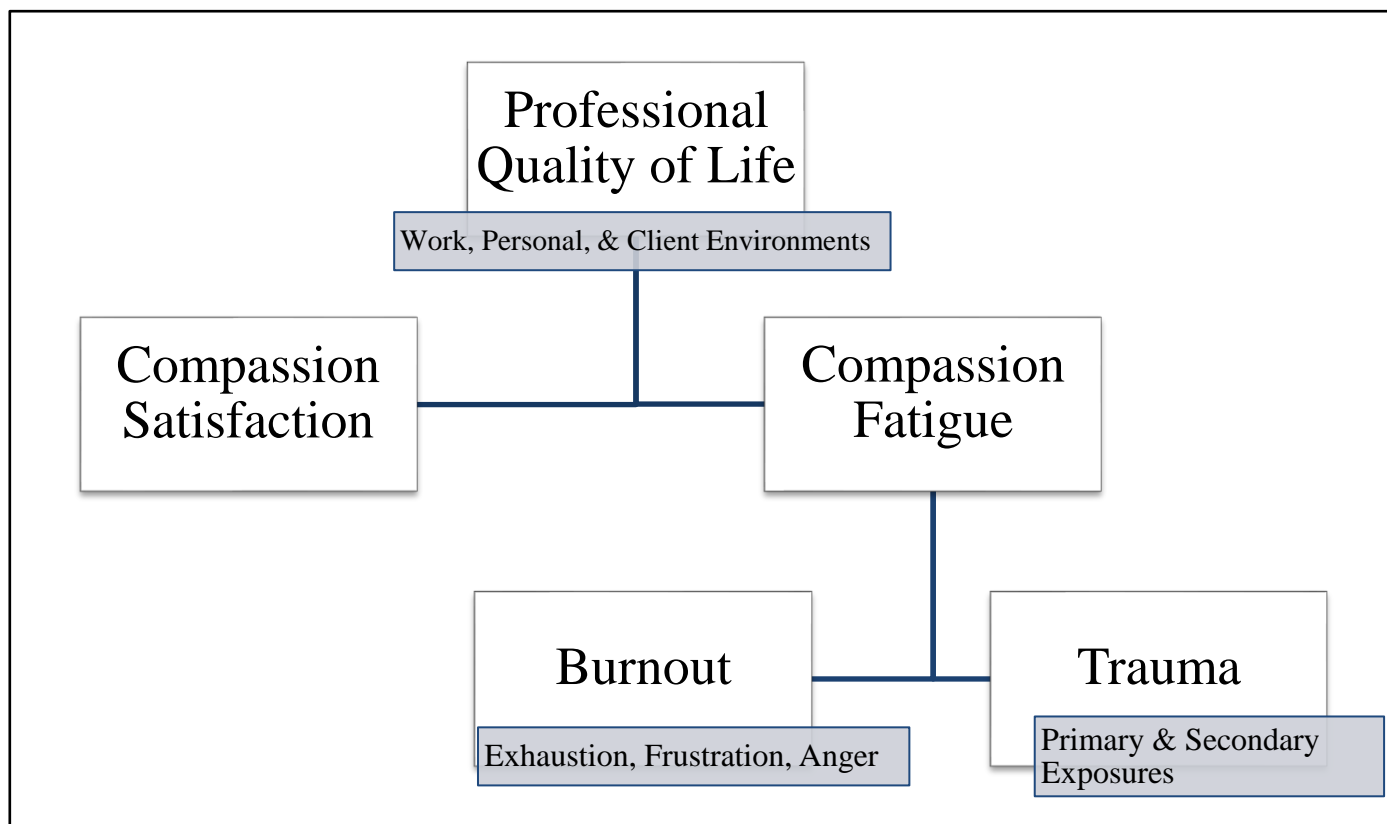 Professional
Quality of Life
Work, Personal, & Client Environments
Compassion
Satisfaction
Compassion
Fatigue
Burnout
Exhaustion, Frustration, Anger
Trauma
Primary & Secondary
Exposures